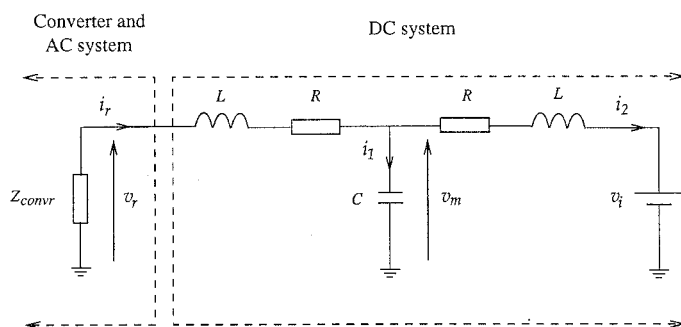 Converter and
AC system
DC system
i_r
L
R
R
L
i_2
i_1
Z_convr
v_r
C
v_m
v_i